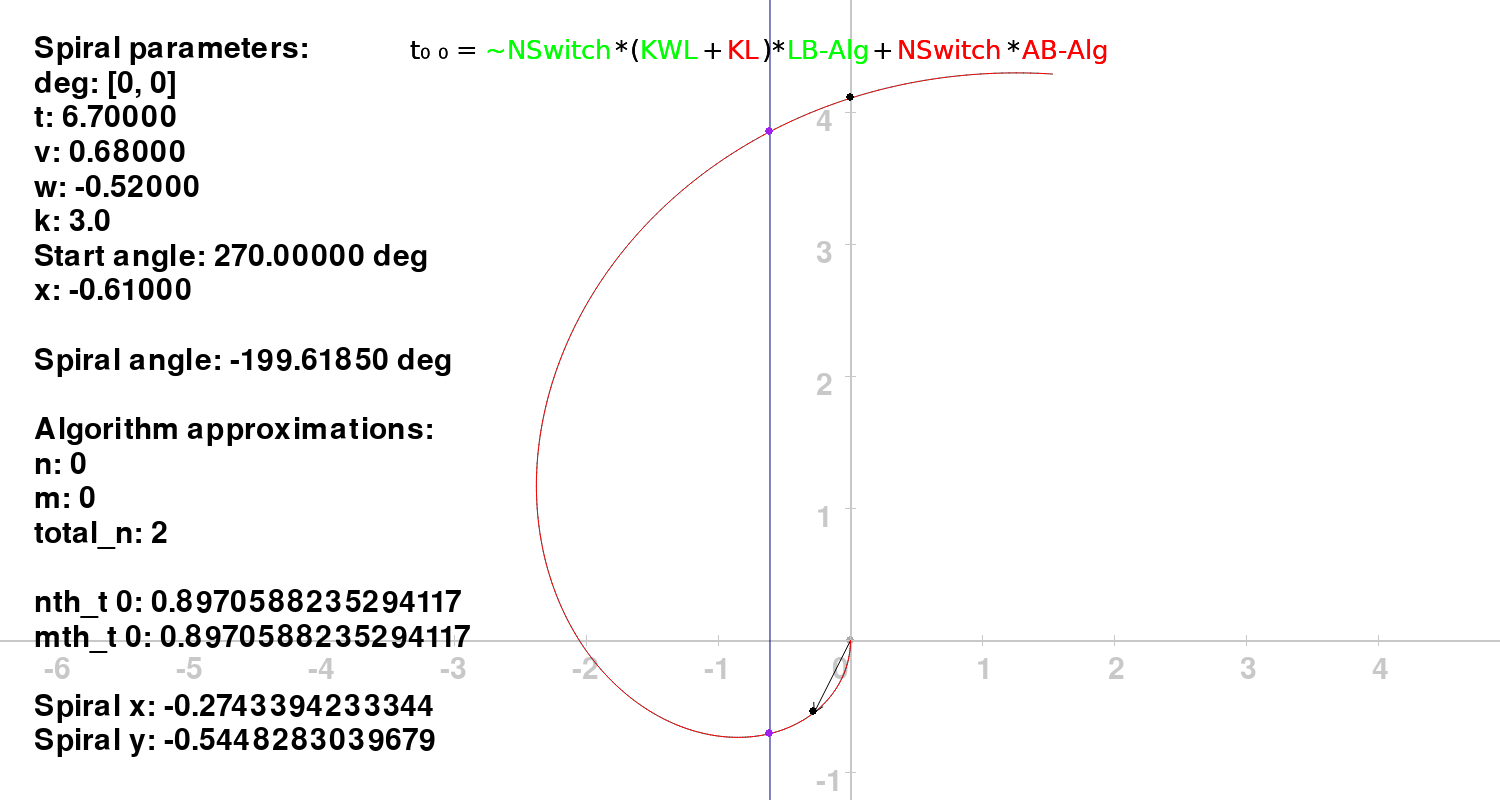 Spiral parameters:
t₀ ₀ = ~NSwitch*(KWL+KL)*LB-Alg+NSwitch*AB-Alg
deg: [0, 0]
t: 6.70000
v: 0.68000
w: -0.52000
k: 3.0
Start angle: 270.00000 deg
x: -0.61000
Spiral angle: -199.61850 deg
Algorithm approximations:
n: 0
m: 0
total_n: 2
nth_t 0: 0.8970588235294117
mth_t 0: 0.8970588235294117
Spiral x: -0.2743394233344
Spiral y: -0.5448283039679
4
3
2
1
-6 -5 -4 -3 -2 -1 0 1 2 3 4
-1